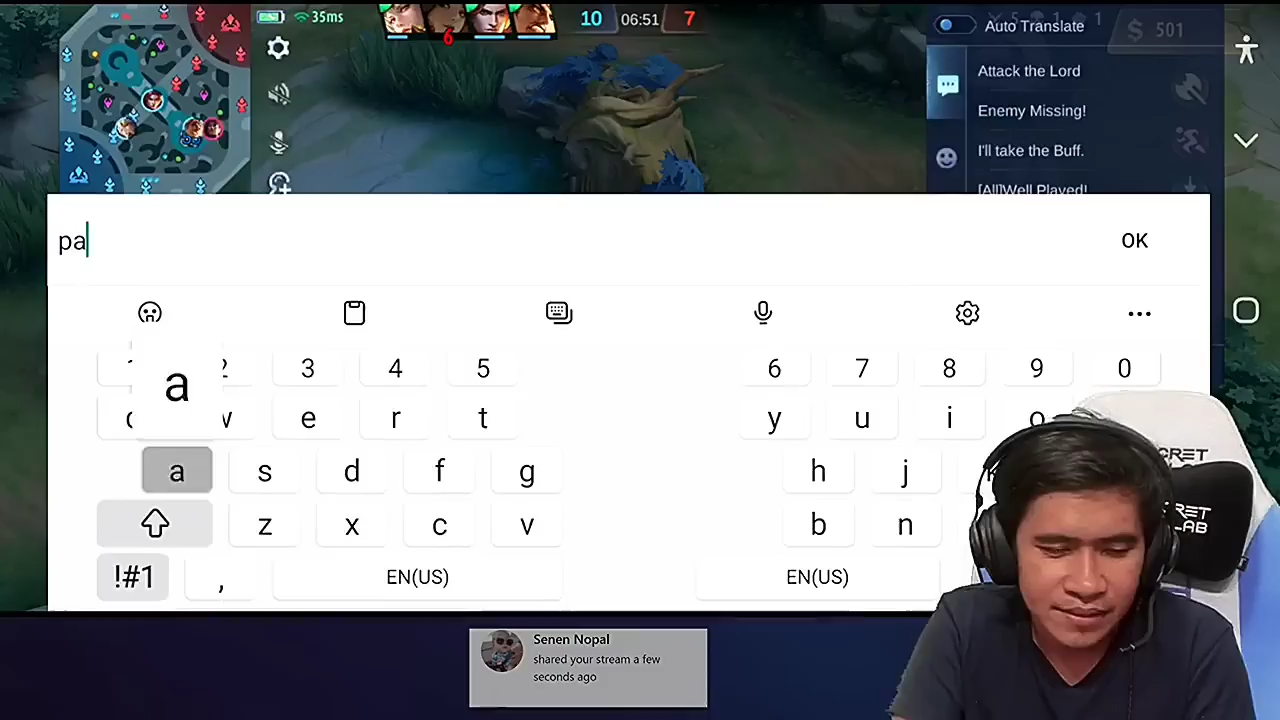 35ms
10 06:51 7
6
Auto Translate
$ 501
Attack the Lord
Enemy Missing!
I'll take the Buff.
[All]Well Played!
pa
OK
3 4 5 6 7 8 9 0
a
e r t y u i o
a s d f g h j
z x c v b n
!#1 , EN(US) EN(US)
Senen Nopal
shared your stream a few
seconds ago